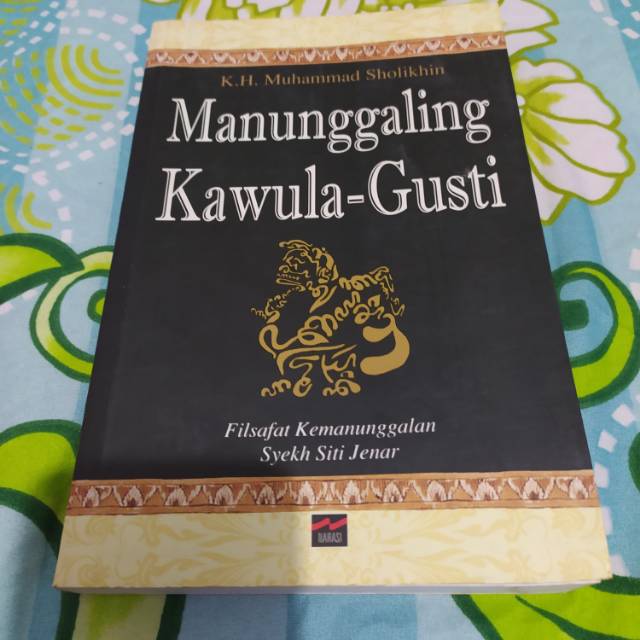 K.H. Muhammad Sholikhin
Manunggaling
Kawula-Gusti
Filsafat Kemanunggalan
Syekh Siti Jenar
NARASI